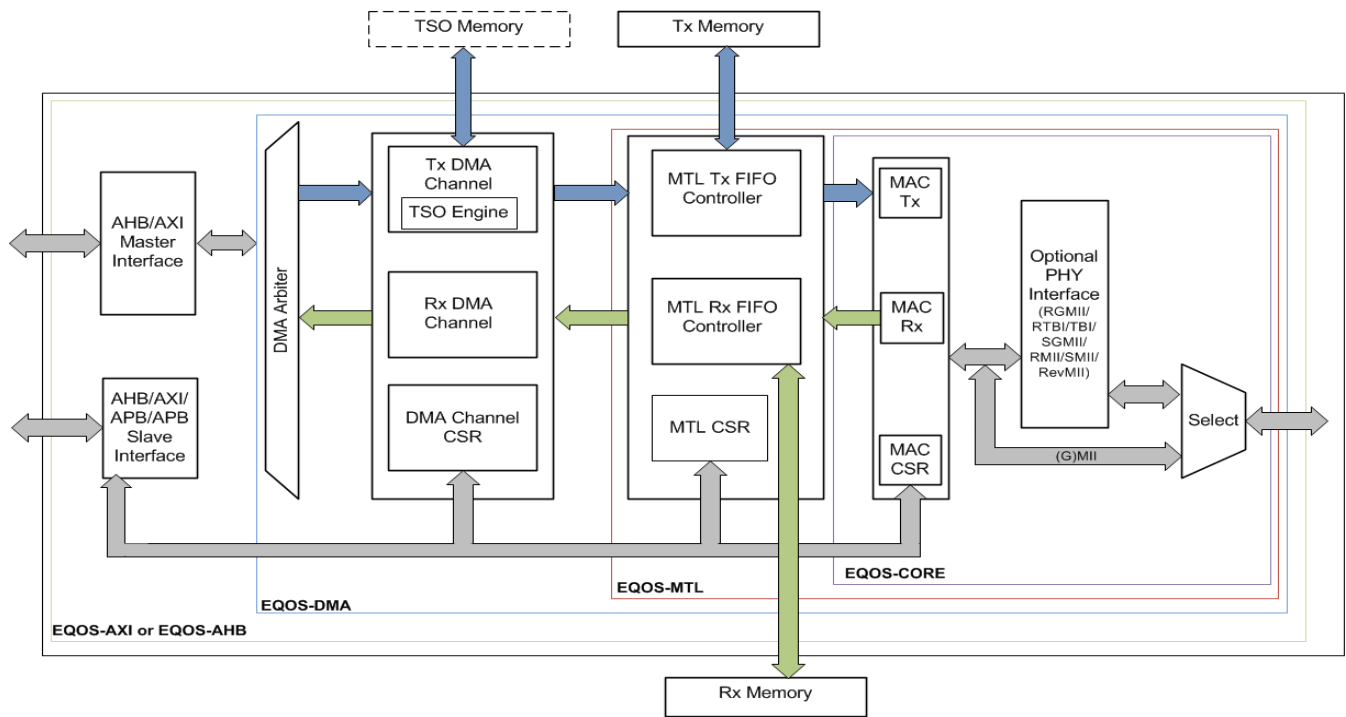 TSO Memory
Tx Memory
Tx DMA
Channel
TSO Engine
MTL Tx FIFO
Controller
MAC
Tx
AHB/AXI
Master
Interface
DMA Arbiter
Rx DMA
Channel
MTL Rx FIFO
Controller
MAC
Rx
Optional
PHY
Interface
(RGMII/
RTBI/TBI/
SGMII/
RMII/SMII/
RevMII)
AHB/AXI/
APB/APB
Slave
Interface
DMA Channel
CSR
MTL CSR
MAC
CSR
(G)MII
Select
EQOS-CORE
EQOS-MTL
EQOS-DMA
EQOS-AXI or EQOS-AHB
Rx Memory